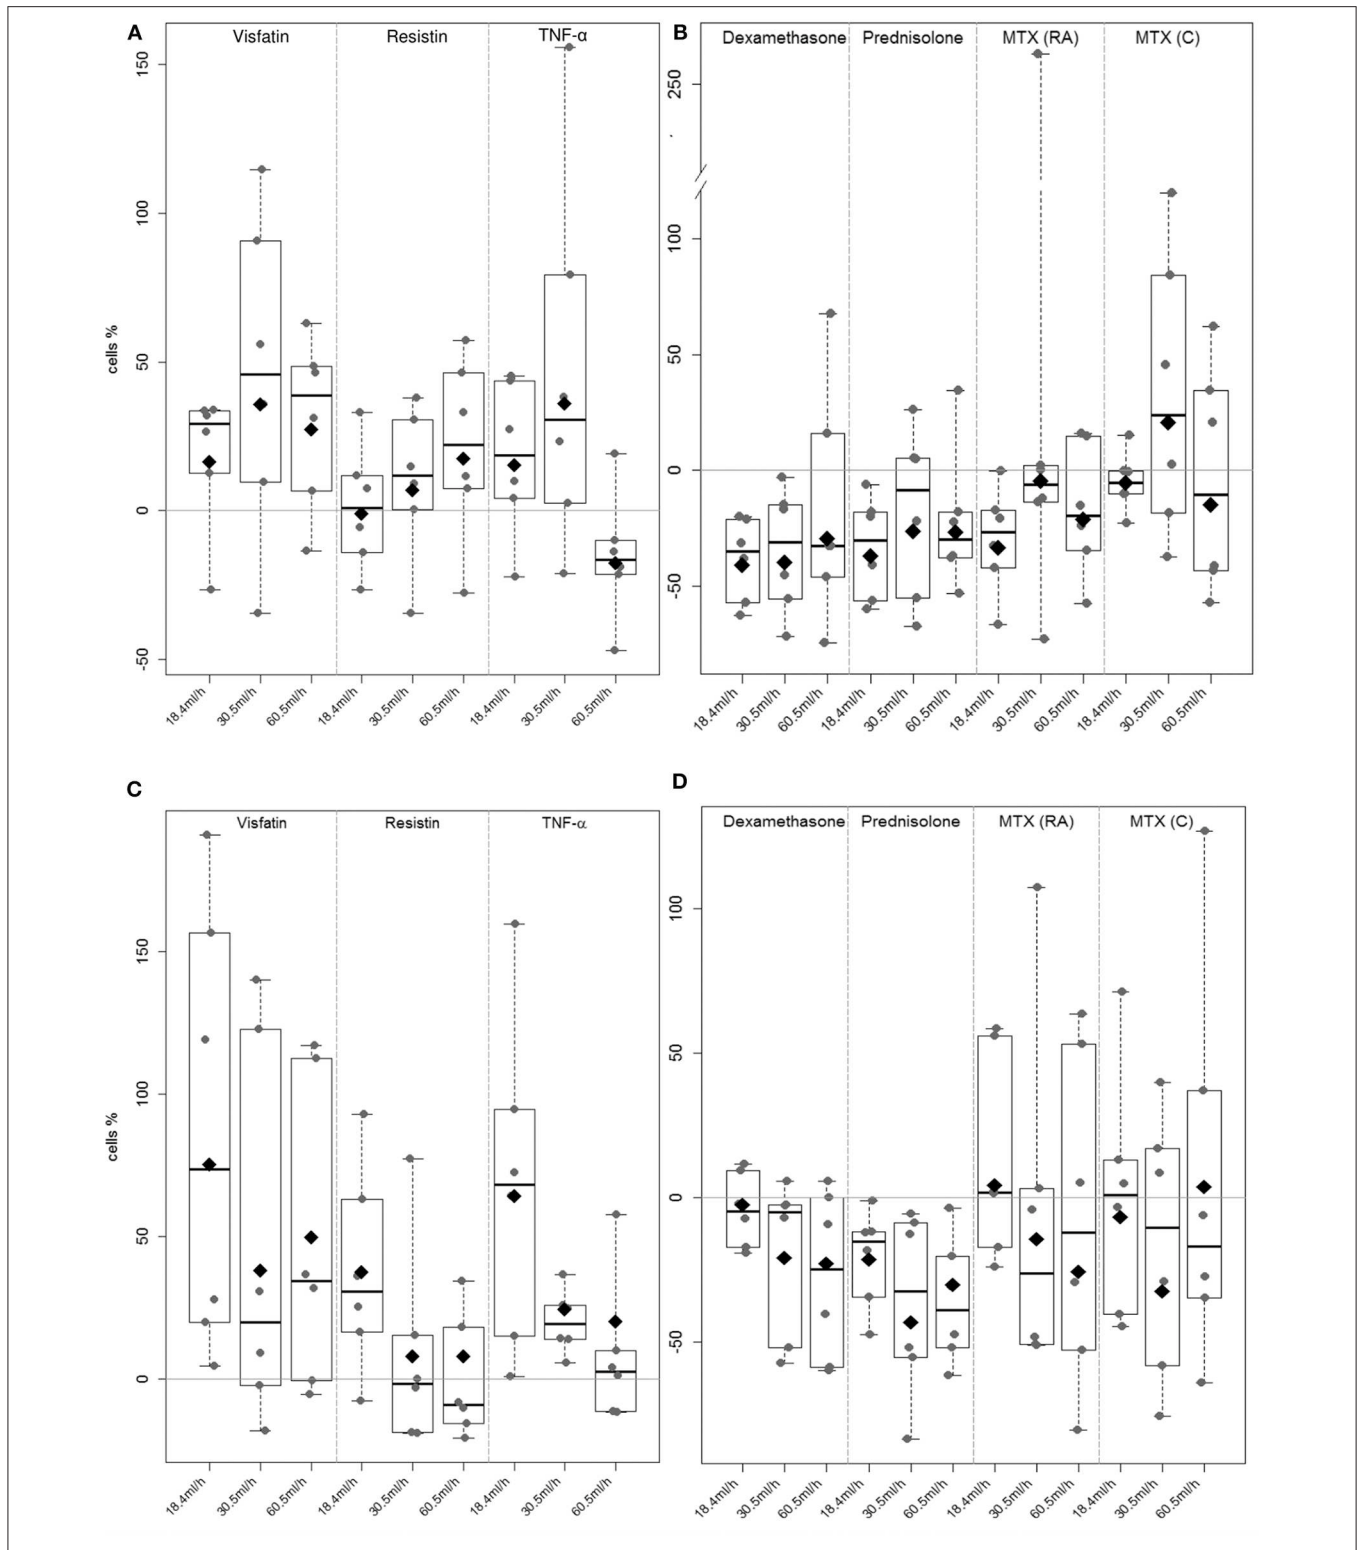 A
Visfatin Resistin TNF-α
cells %
150
100
50
0
-50
18.4ml/h 30.5ml/h 60.5ml/h 18.4ml/h 30.5ml/h 60.5ml/h 18.4ml/h 30.5ml/h 60.5ml/h
B
Dexamethasone Prednisolone MTX (RA) MTX (C)
250
100
50
0
-50
18.4ml/h 30.5ml/h 60.5ml/h 18.4ml/h 30.5ml/h 60.5ml/h 18.4ml/h 30.5ml/h 60.5ml/h 18.4ml/h 30.5ml/h 60.5ml/h
C
Visfatin Resistin TNF-α
cells %
150
100
50
0
18.4ml/h 30.5ml/h 60.5ml/h 18.4ml/h 30.5ml/h 60.5ml/h 18.4ml/h 30.5ml/h 60.5ml/h
D
Dexamethasone Prednisolone MTX (RA) MTX (C)
100
50
0
-50
18.4ml/h 30.5ml/h 60.5ml/h 18.4ml/h 30.5ml/h 60.5ml/h 18.4ml/h 30.5ml/h 60.5ml/h 18.4ml/h 30.5ml/h 60.5ml/h